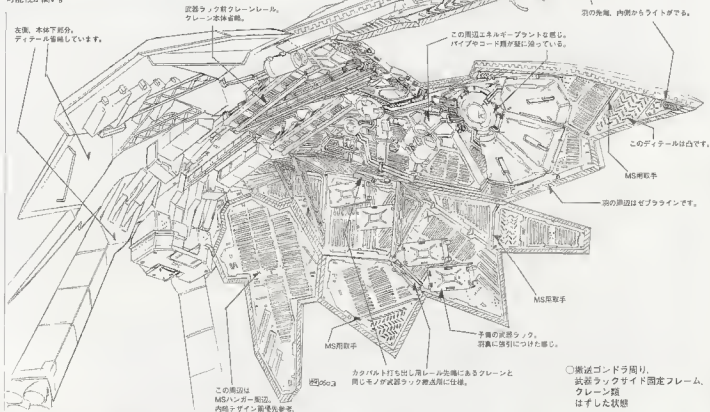 左側、本体下部分。
ディテール省略しています。
武器ラック前クレーンレール。
クレーン本体省略。
この周辺エネルギープラントな感じ。
パイプやコード類が壁に沿っている。
羽の先端、内側からライトがでる。
このディテールは凸です。
MS用取手
羽の周辺はゼブララインです。
MS用取手
予備の武器ラック。
羽裏に強引につけた感じ。
MS用取手
カタパルト打ち出し用レール先端にあるクレーンと
同じモノが武器ラック搬送用に仕様。
この周辺は
MSハンガー周辺。
内部デザイン画優先参考。
○搬送ゴンドラ周り、
武器ラックサイド固定フレーム、
クレーン類
はずした状態